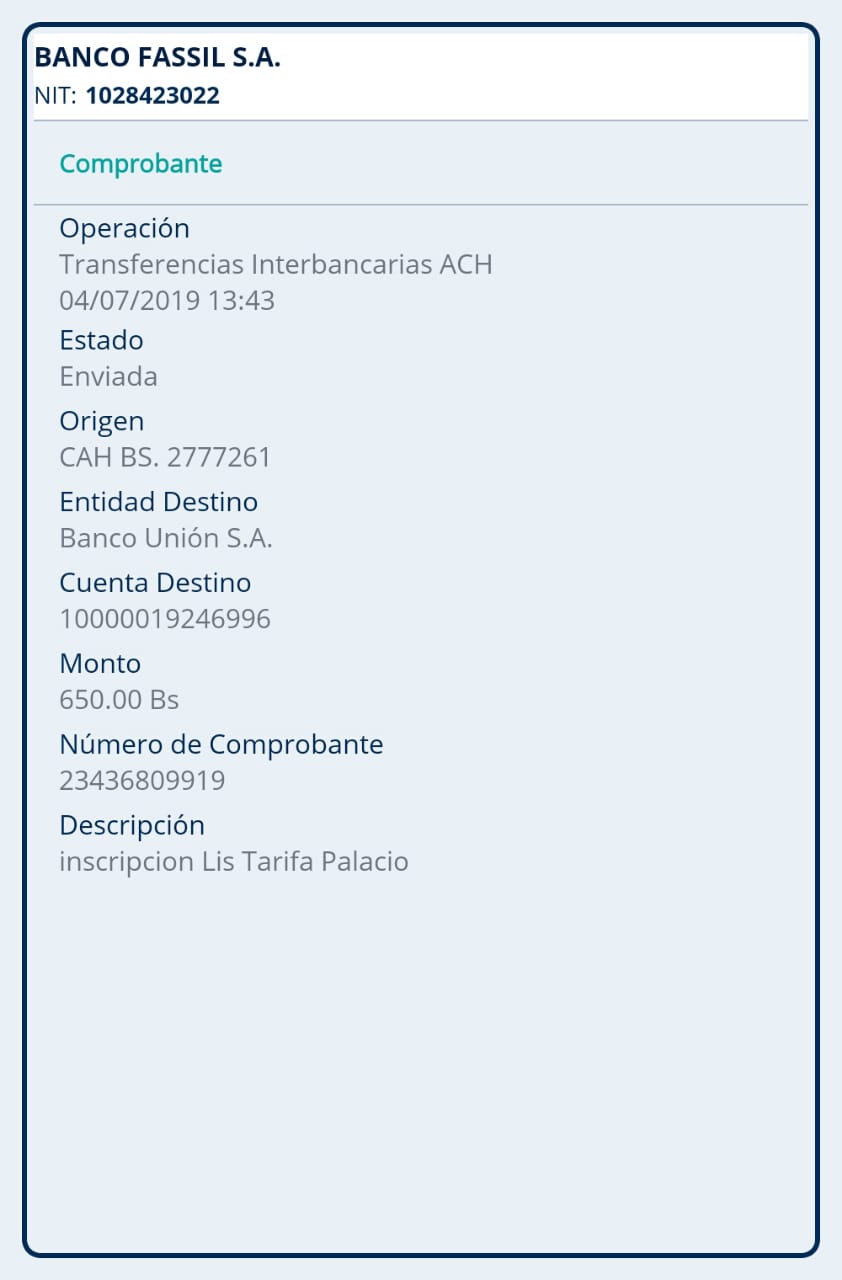 BANCO FASSIL S.A.
NIT: 1028423022
Comprobante
Operación
Transferencias Interbancarias ACH
04/07/2019 13:43
Estado
Enviada
Origen
CAH BS. 2777261
Entidad Destino
Banco Unión S.A.
Cuenta Destino
10000019246996
Monto
650.00 Bs
Número de Comprobante
23436809919
Descripción
inscripcion Lis Tarifa Palacio